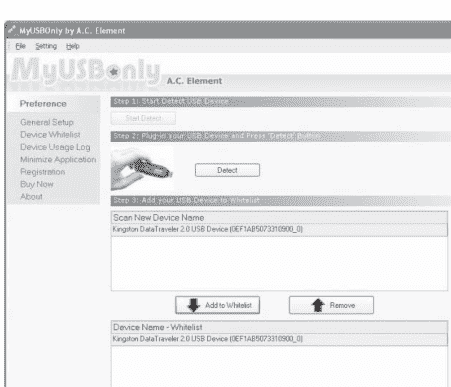 MyUSBOnly by A.C. Element
File Setting Help
MyUSBonly
A.C. Element
Preference
General Setup
Device Whitelist
Device Usage Log
Minimize Application
Registration
Buy Now
About
Step 1: Start Detect USB Device
Start Detect
Step 2: Plug-in your USB Device and Press 'Detect' Button
Detect
Step 3: Add your USB Device to Whitelist
Scan New Device Name
Kingston DataTraveler 2.0 USB Device (0EF1AB5073310900_0)
Add to Whitelist
Remove
Device Name - Whitelist
Kingston DataTraveler 2.0 USB Device (0EF1AB5073310900_0)